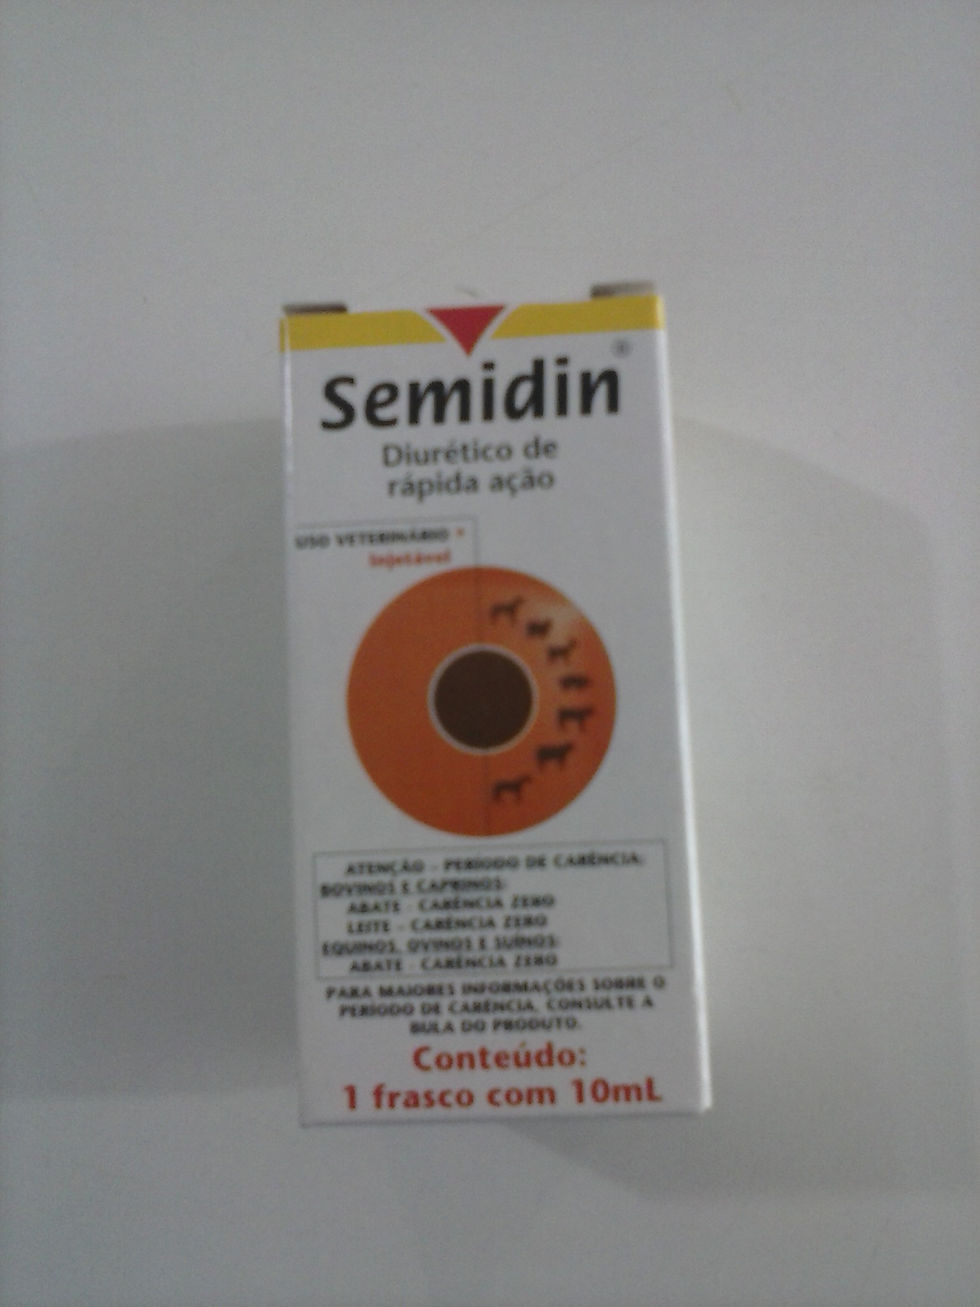 Semidin®
Diurético de
rápida ação
USO VETERINÁRIO •
Injetável
ATENÇÃO - PERÍODO DE CARÊNCIA:
BOVINOS E CAPRINOS:
ABATE - CARÊNCIA ZERO
LEITE - CARÊNCIA ZERO
EQUINOS, OVINOS E SUÍNOS:
ABATE - CARÊNCIA ZERO
PARA MAIORES INFORMAÇÕES SOBRE O
PERÍODO DE CARÊNCIA, CONSULTE A
BULA DO PRODUTO.
Conteúdo:
1 frasco com 10mL